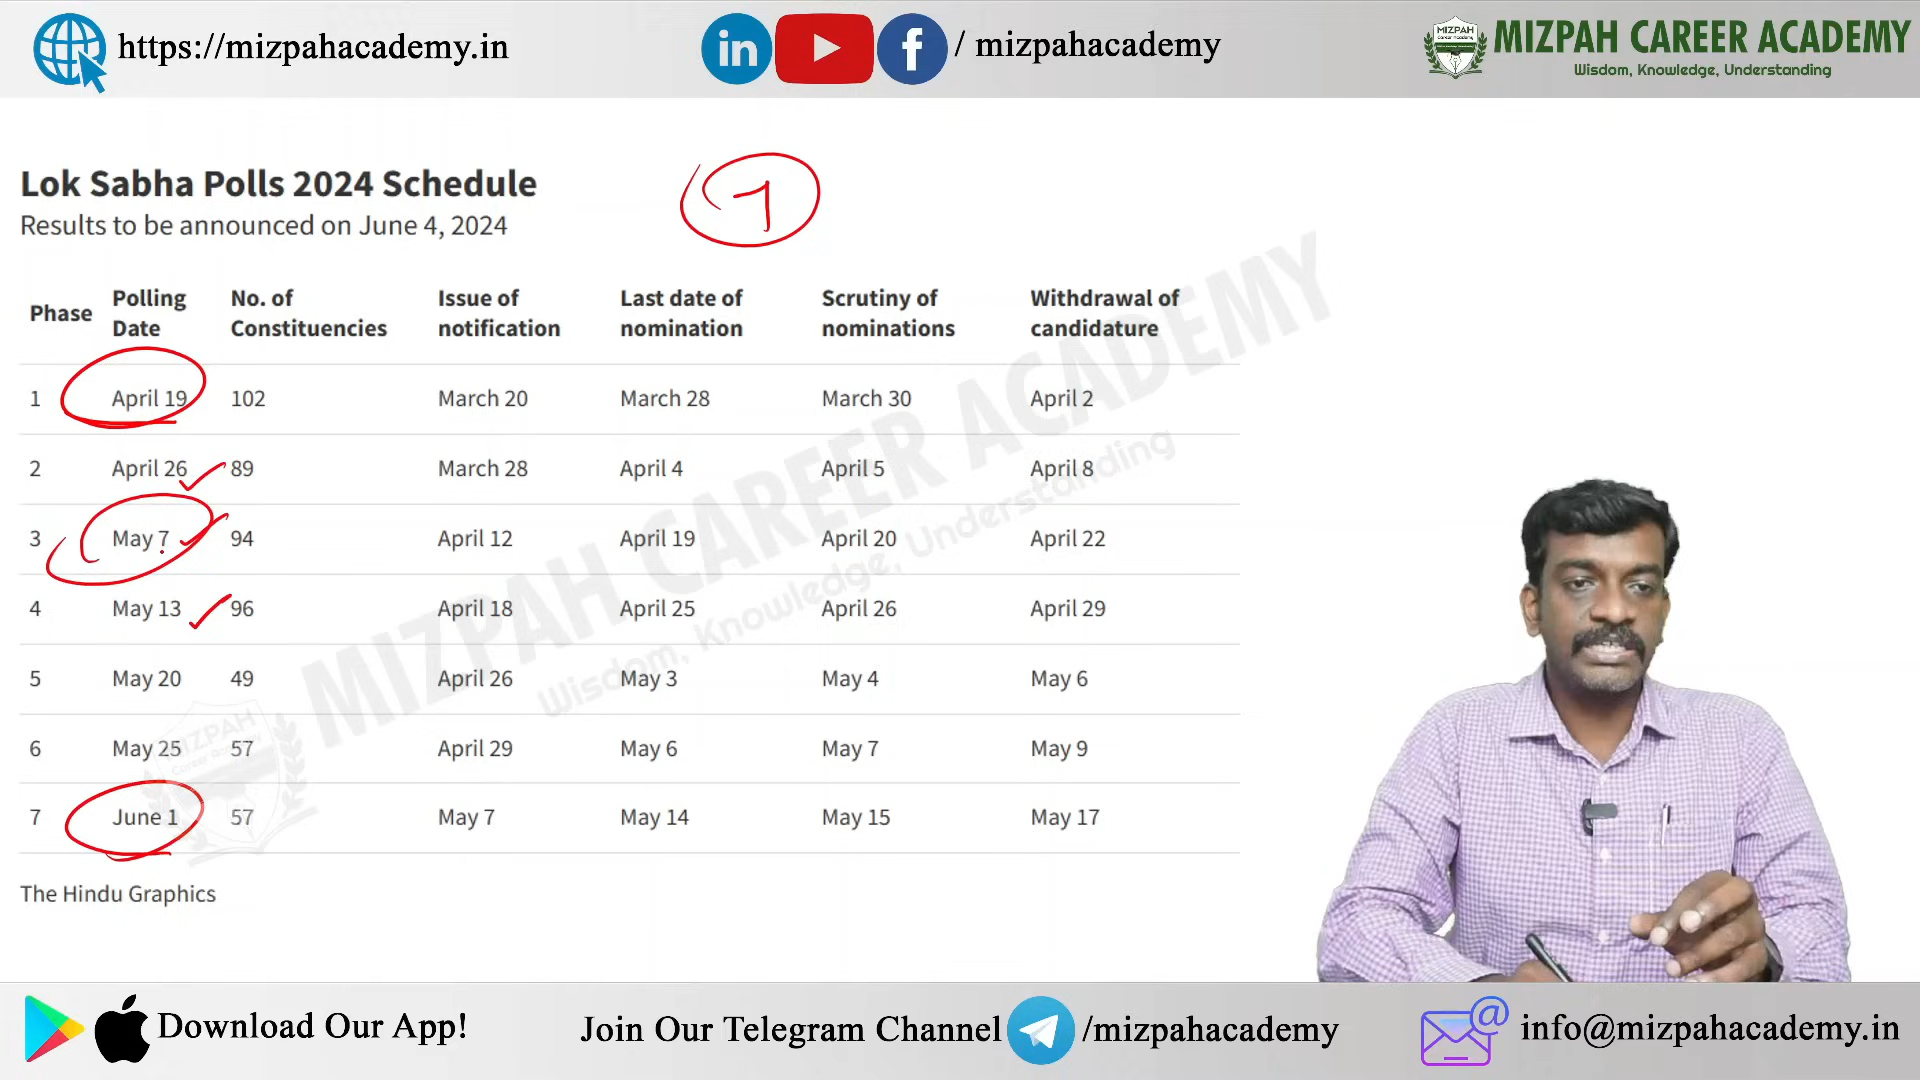 https://mizpahacademy.in
in
f
/ mizpahacademy
MIZPAH
MIZPAH CAREER ACADEMY
Wisdom, Knowledge, Understanding
Lok Sabha Polls 2024 Schedule
Results to be announced on June 4, 2024
7
Phase Polling Date No. of Constituencies Issue of notification Last date of nomination Scrutiny of nominations Withdrawal of candidature
1 April 19 102 March 20 March 28 March 30 April 2
2 April 26 89 March 28 April 4 April 5 April 8
3 May 7 94 April 12 April 19 April 20 April 22
4 May 13 96 April 18 April 25 April 26 April 29
5 May 20 49 April 26 May 3 May 4 May 6
6 May 25 57 April 29 May 6 May 7 May 9
7 June 1 57 May 7 May 14 May 15 May 17
The Hindu Graphics
MIZPAH CAREER ACADEMY
Wisdom, Knowledge, Understanding
MIZPAH
Career Academy
Download Our App!
Join Our Telegram Channel /mizpahacademy
@ info@mizpahacademy.in